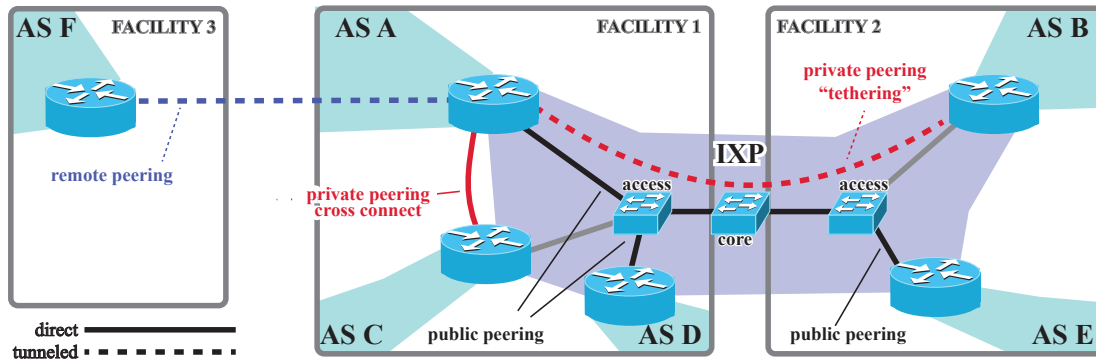 AS F
FACILITY 3
AS A
FACILITY 1
FACILITY 2
AS B
private peering
“tethering”
IXP
remote peering
private peering
cross connect
access
access
core
public peering
public peering
AS C
AS D
AS E
direct
tunneled